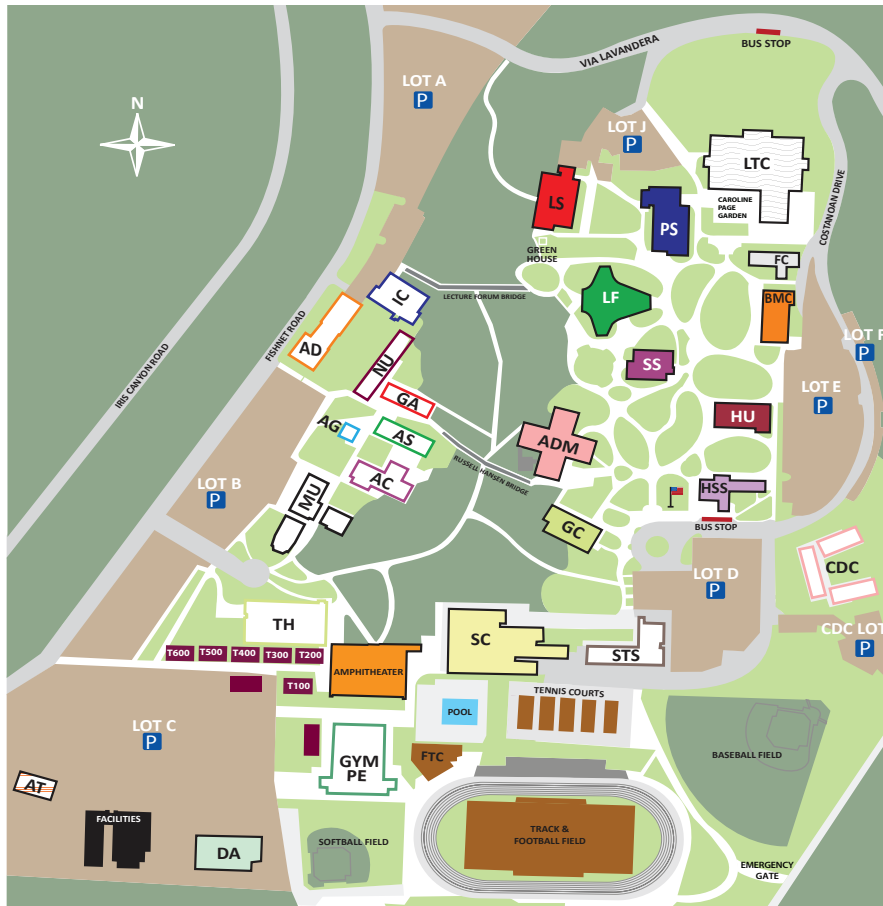 BUS STOP
VIA LAVANDERA
LOT A
P
N
LOT J
P
LTC
CAROLINE
PAGE
GARDEN
COSTANOAN DRIVE
LS
PS
GREEN
HOUSE
FC
LF
BMC
IC
LECTURE FORUM BRIDGE
FISHNET ROAD
IRIS CANYON ROAD
AD
NU
SS
P
LOT E
P
GA
HU
AG
AS
ADM
RUSSELL HANSEN BRIDGE
AC
LOT B
P
MU
HSS
BUS STOP
GC
CDC
LOT D
P
TH
SC
STS
CDC LOT
P
T600
T500
T400
T300
T200
AMPHITHEATER
T100
TENNIS COURTS
POOL
LOT C
P
FTC
GYM
PE
BASEBALL FIELD
AT
FACILITIES
DA
SOFTBALL FIELD
TRACK &
FOOTBALL FIELD
EMERGENCY
GATE